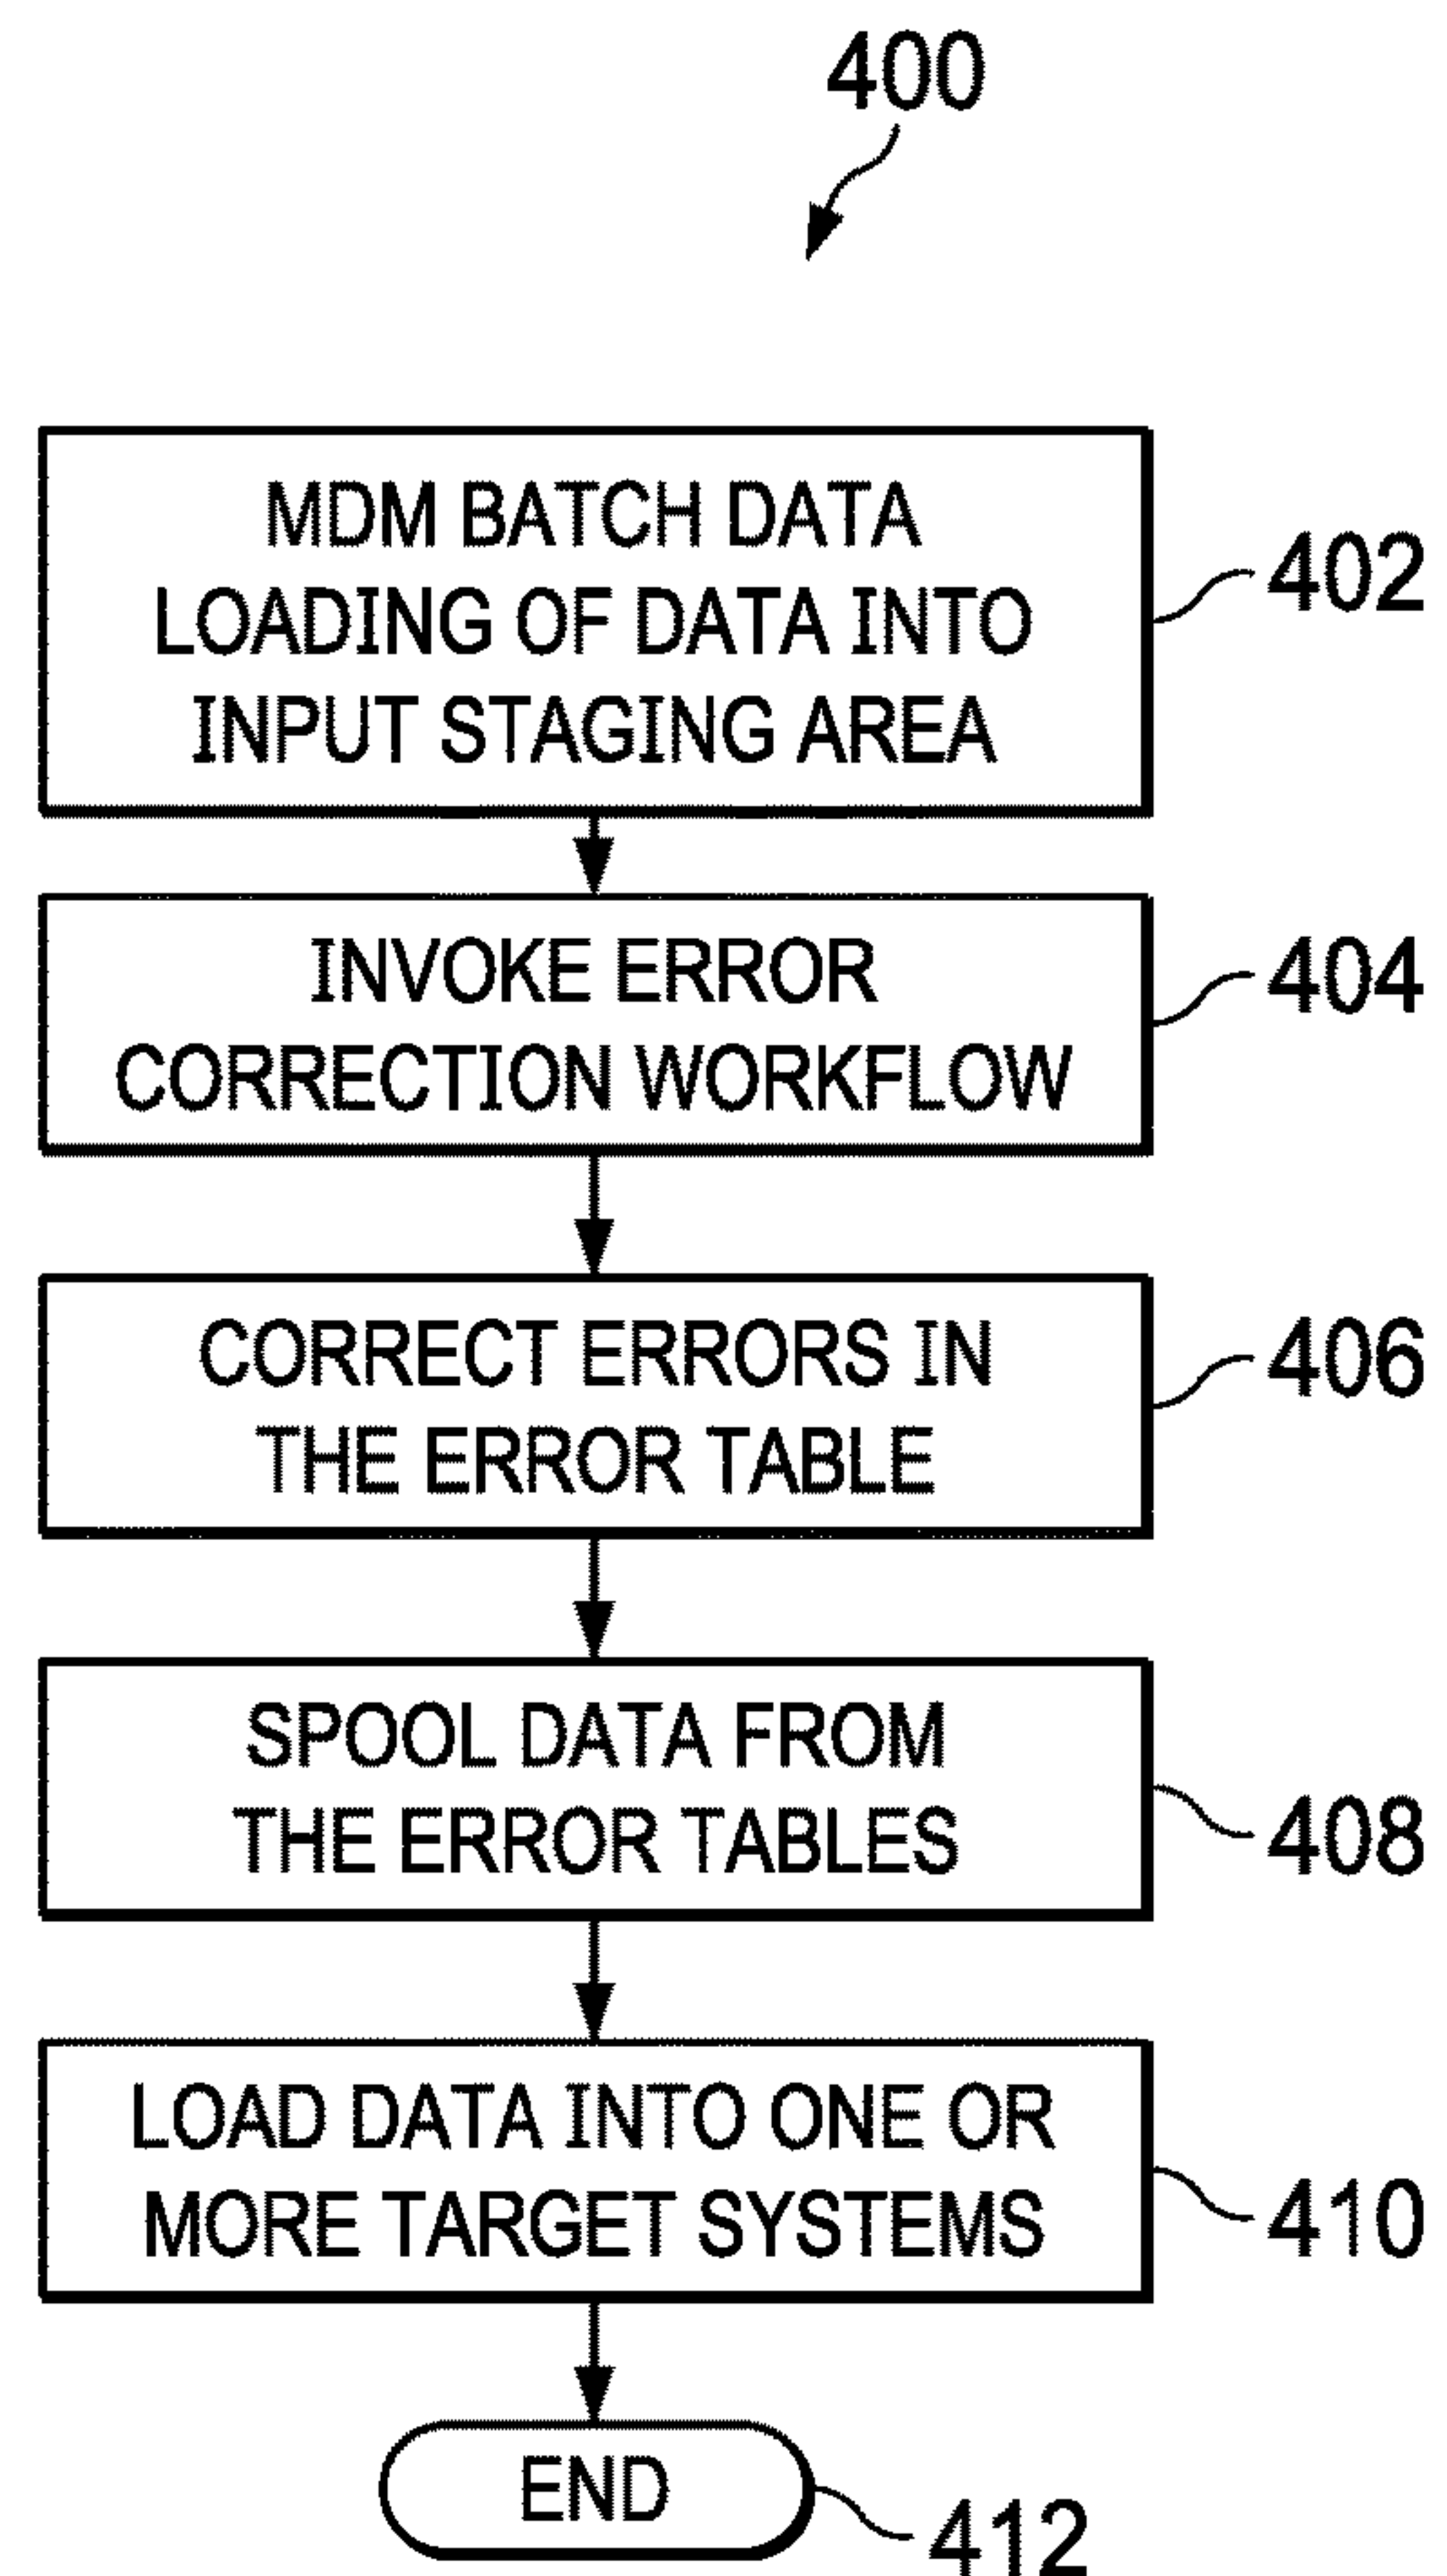 400
MDM BATCH DATA
LOADING OF DATA INTO
INPUT STAGING AREA
402
INVOKE ERROR
CORRECTION WORKFLOW
404
CORRECT ERRORS IN
THE ERROR TABLE
406
SPOOL DATA FROM
THE ERROR TABLES
408
LOAD DATA INTO ONE OR
MORE TARGET SYSTEMS
410
END
412